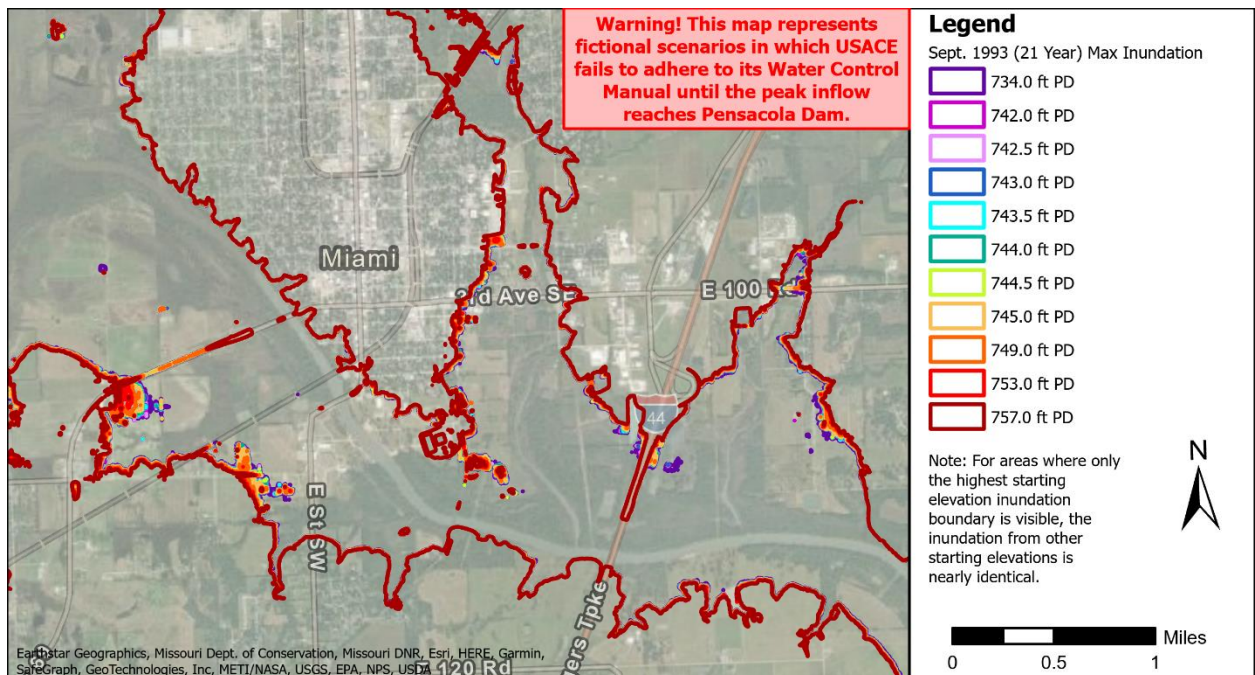 Warning! This map represents
fictional scenarios in which USACE
fails to adhere to its Water Control
Manual until the peak inflow
reaches Pensacola Dam.
Miami
3rd Ave SE
E 100
44
E St SW
E 120 Rd
Earthstar Geographics, Missouri Dept. of Conservation, Missouri DNR, Esri, HERE, Garmin,
SafeGraph, GeoTechnologies, Inc, METI/NASA, USGS, EPA, NPS, USDA
Legend
Sept. 1993 (21 Year) Max Inundation
734.0 ft PD
742.0 ft PD
742.5 ft PD
743.0 ft PD
743.5 ft PD
744.0 ft PD
744.5 ft PD
745.0 ft PD
749.0 ft PD
753.0 ft PD
757.0 ft PD
Note: For areas where only
the highest starting
elevation inundation
boundary is visible, the
inundation from other
starting elevations is
nearly identical.
N
Miles
0 0.5 1